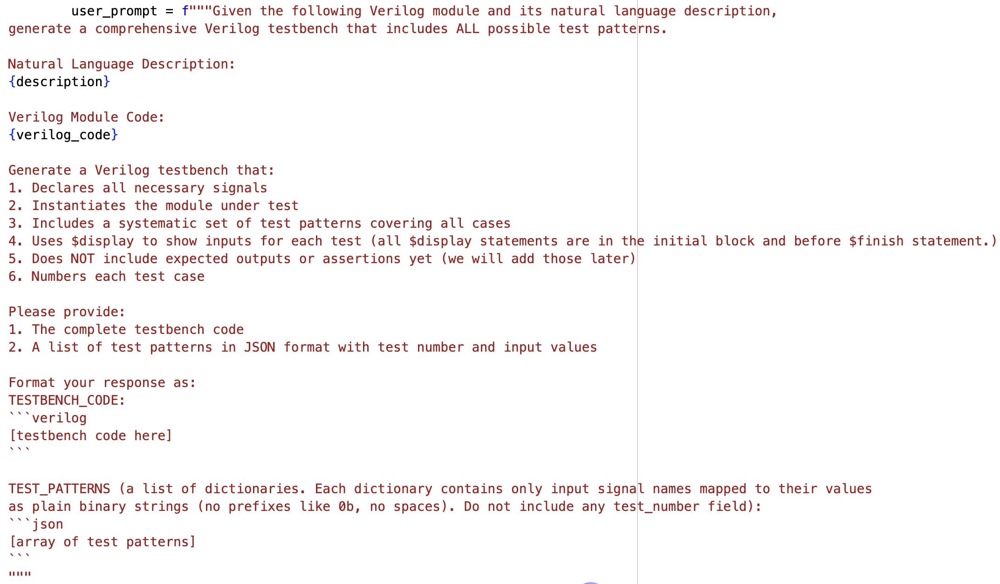 user_prompt = f"""Given the following Verilog module and its natural language description,
generate a comprehensive Verilog testbench that includes ALL possible test patterns.
Natural Language Description:
{description}
Verilog Module Code:
{verilog_code}
Generate a Verilog testbench that:
1. Declares all necessary signals
2. Instantiates the module under test
3. Includes a systematic set of test patterns covering all cases
4. Uses $display to show inputs for each test (all $display statements are in the initial block and before $finish statement.)
5. Does NOT include expected outputs or assertions yet (we will add those later)
6. Numbers each test case
Please provide:
1. The complete testbench code
2. A list of test patterns in JSON format with test number and input values
Format your response as:
TESTBENCH_CODE:
```verilog
[testbench code here]
```
TEST_PATTERNS (a list of dictionaries. Each dictionary contains only input signal names mapped to their values
as plain binary strings (no prefixes like 0b, no spaces). Do not include any test_number field):
```json
[array of test patterns]
```
"""